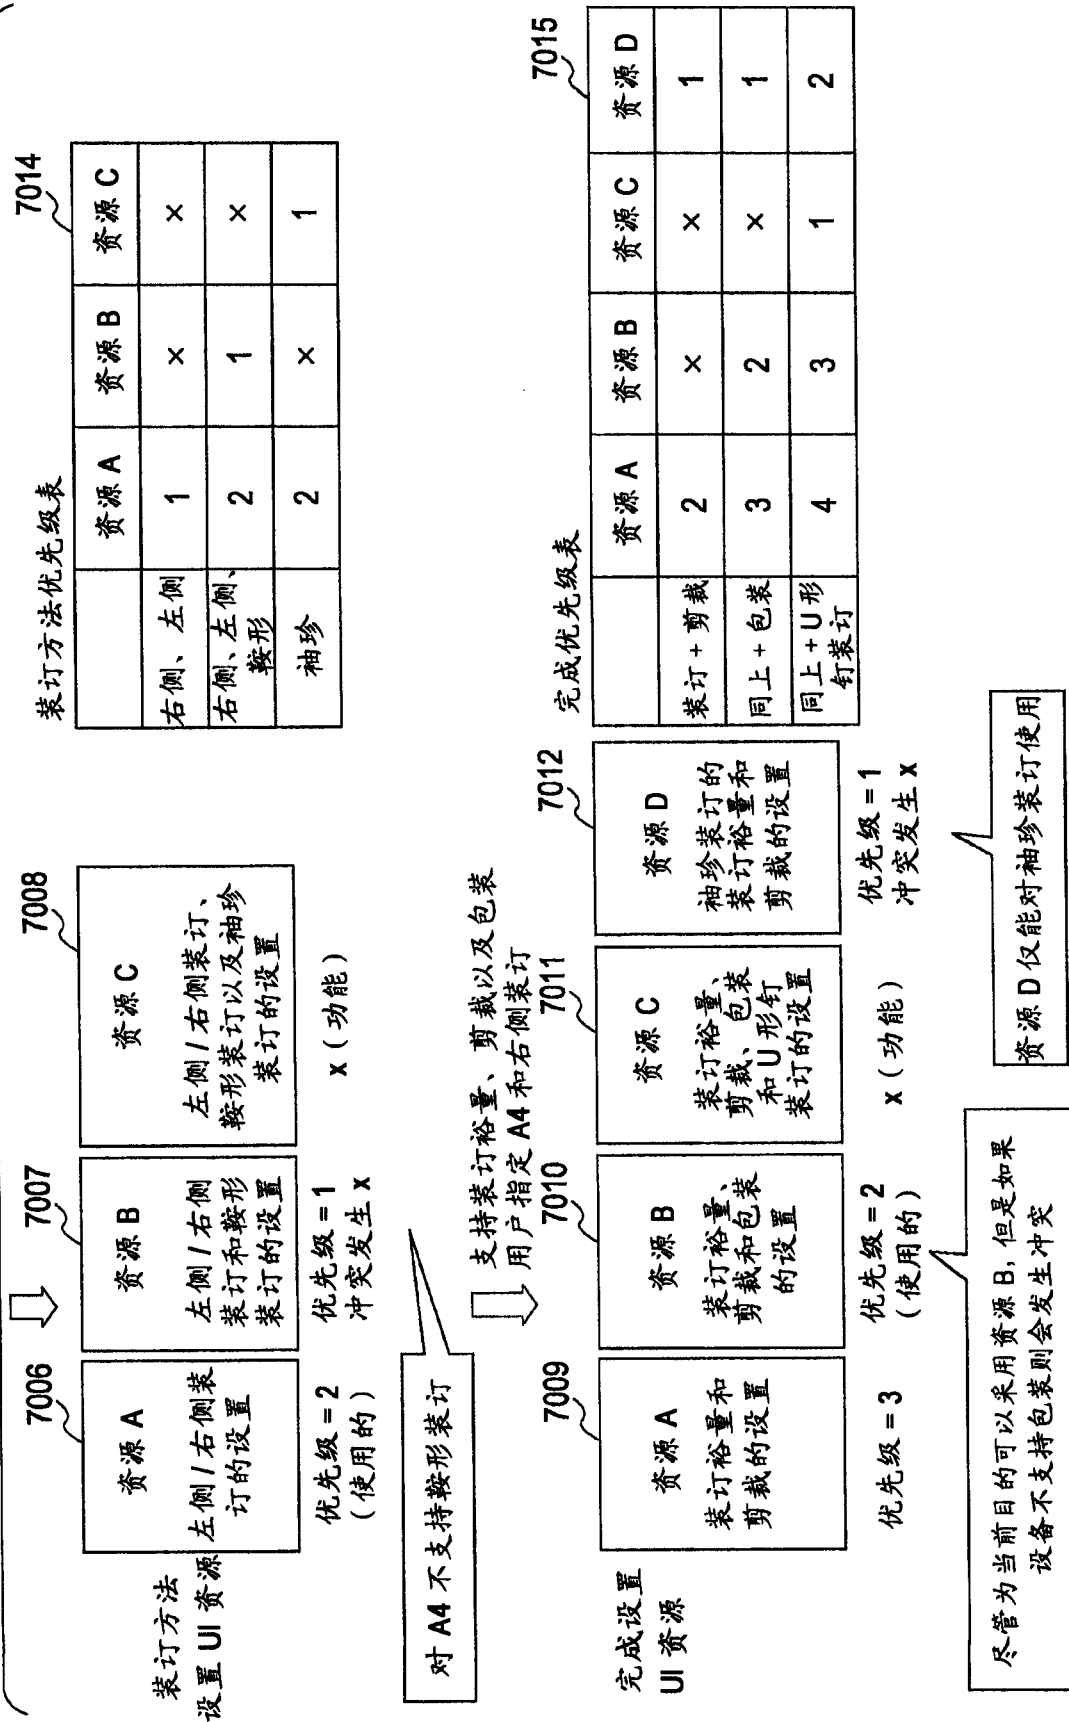 装订方法
设置 UI 资源
7006
资源 A
左侧 / 右侧装
订的设置
优先级 = 2
（使用的）
7007
资源 B
左侧 / 右侧
装订和鞍形
装订的设置
优先级 = 1
冲突发生 x
7008
资源 C
左侧 / 右侧装订、
鞍形装订以及袖珍
装订的设置
x（功能）
对 A4 不支持鞍形装订
装订方法优先级表
7014
资源 A 资源 B 资源 C
右侧、左侧 1 × ×
右侧、左侧、
鞍形 2 1 ×
袖珍 2 × 1
支持装订裕量、剪裁以及包装
用户指定 A4 和右侧装订
完成设置
UI 资源
7009
资源 A
装订裕量和
剪裁的设置
优先级 = 3
7010
资源 B
装订裕量、
剪裁和包装
的设置
优先级 = 2
（使用的）
7011
资源 C
装订裕量、
剪裁、包装
和 U 形钉
装订的设置
x（功能）
7012
资源 D
袖珍装订的
装订裕量和
剪裁的设置
优先级 = 1
冲突发生 x
尽管为当前目的可以采用资源 B，但是如果
设备不支持包装则会发生冲突
资源 D 仅能对袖珍装订使用
完成优先级表
7015
资源 A 资源 B 资源 C 资源 D
装订 + 剪裁 2 × × 1
同上 + 包装 3 2 × 1
同上 + U 形
钉装订 4 3 1 2